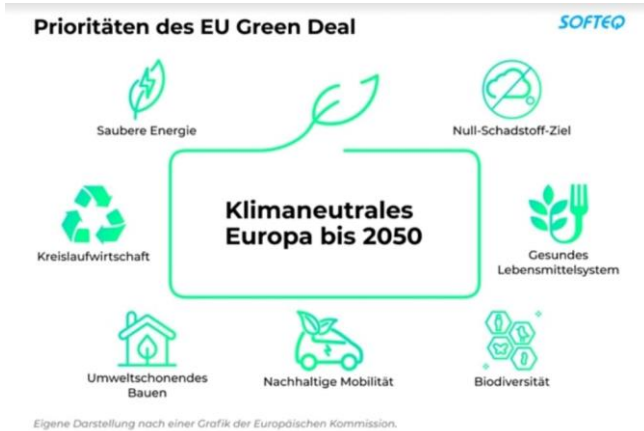 Prioritäten des EU Green Deal
SOFTEQ
Saubere Energie
Null-Schadstoff-Ziel
Klimaneutrales
Europa bis 2050
Kreislaufwirtschaft
Gesundes
Lebensmittelsystem
Umweltschonendes
Bauen
Nachhaltige Mobilität
Biodiversität
Eigene Darstellung nach einer Grafik der Europäischen Kommission.